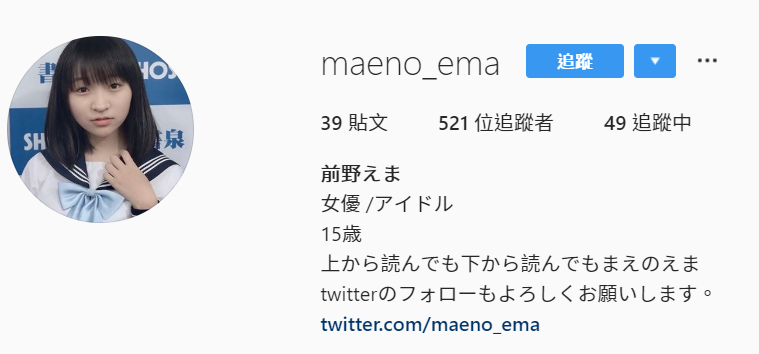 maeno_ema 追蹤 ▼ ···
39 貼文 521 位追蹤者 49 追蹤中
前野えま
女優 /アイドル
15歳
上から読んでも下から読んでもまえのえま
twitterのフォローもよろしくお願いします。
twitter.com/maeno_ema
書
HOS
SH
書泉